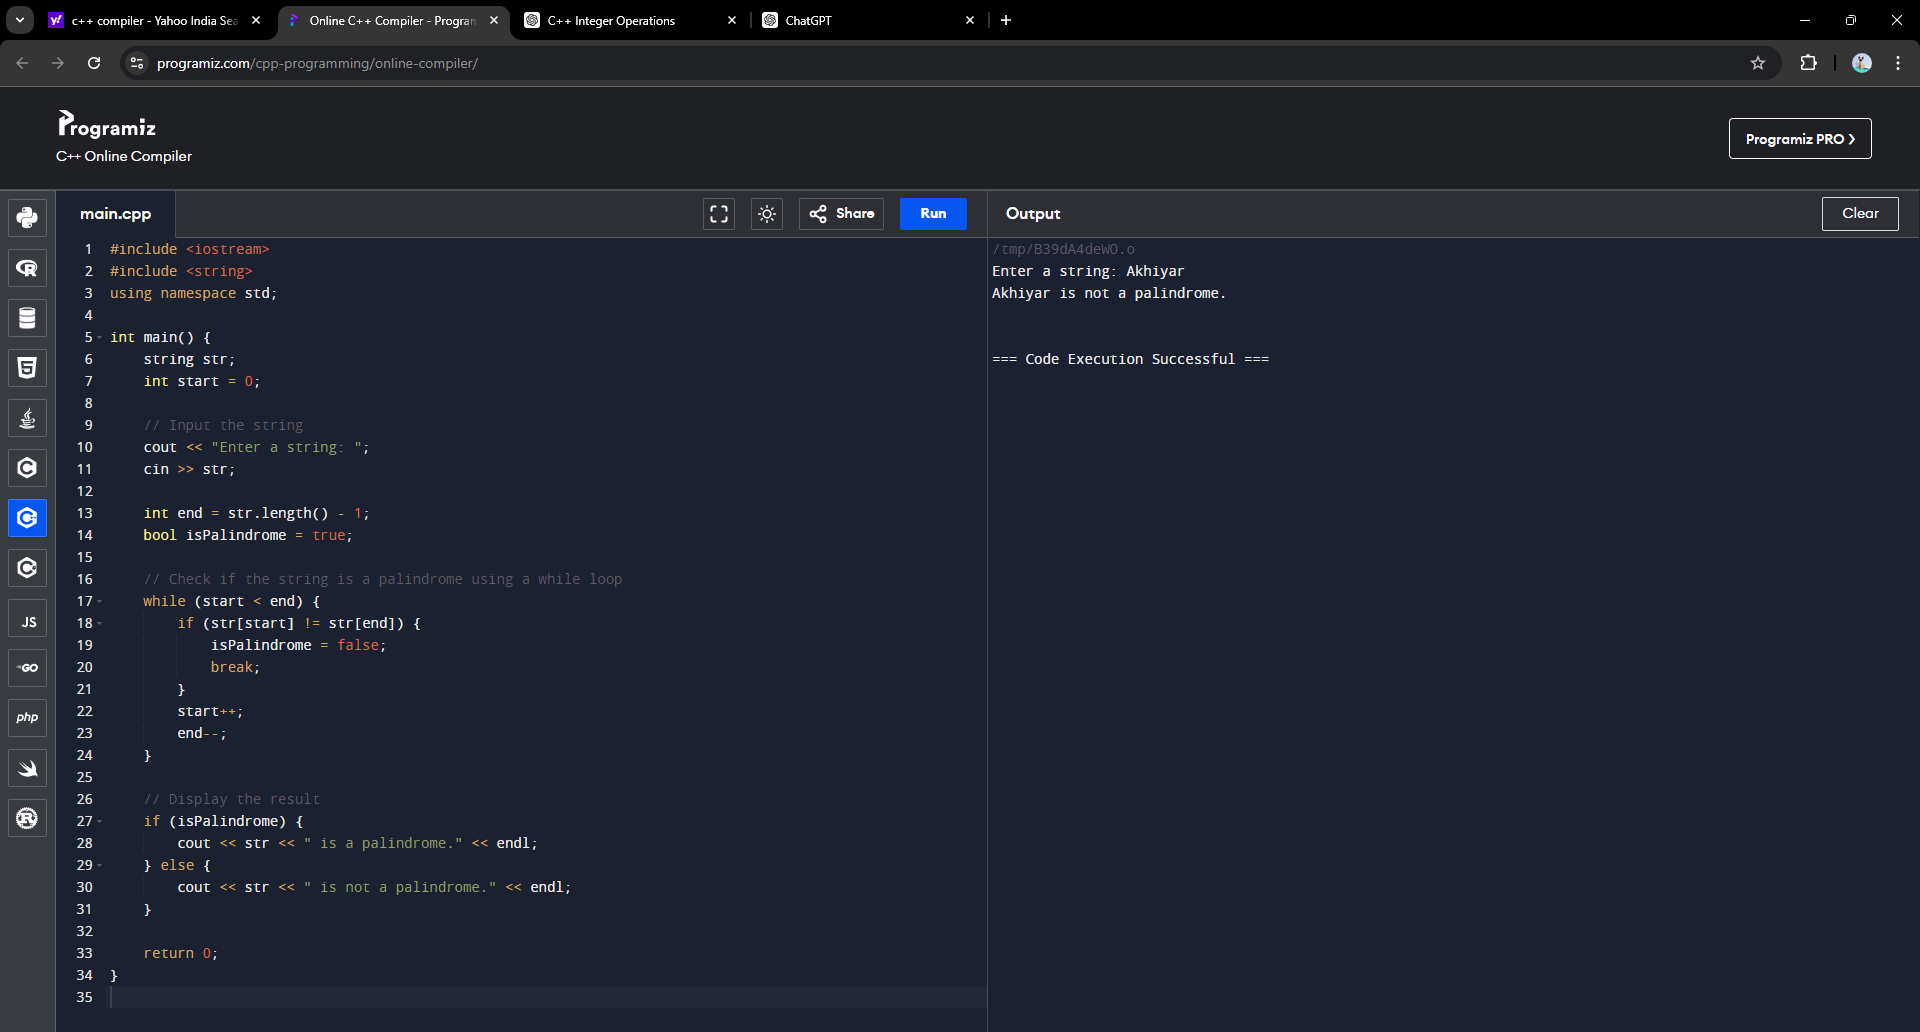 c++ compiler - Yahoo India Sea
Online C++ Compiler - Program
C++ Integer Operations
ChatGPT
programiz.com/cpp-programming/online-compiler/
Programiz
C++ Online Compiler
Programiz PRO ❯
main.cpp
Share
Run
Output
Clear
1 #include <iostream>
2 #include <string>
3 using namespace std;
4
5 int main() {
6     string str;
7     int start = 0;
8
9     // Input the string
10     cout << "Enter a string: ";
11     cin >> str;
12
13     int end = str.length() - 1;
14     bool isPalindrome = true;
15
16     // Check if the string is a palindrome using a while loop
17     while (start < end) {
18         if (str[start] != str[end]) {
19             isPalindrome = false;
20             break;
21         }
22         start++;
23         end--;
24     }
25
26     // Display the result
27     if (isPalindrome) {
28         cout << str << " is a palindrome." << endl;
29     } else {
30         cout << str << " is not a palindrome." << endl;
31     }
32
33     return 0;
34 }
35
/tmp/B39dA4deWO.o
Enter a string: Akhiyar
Akhiyar is not a palindrome.
=== Code Execution Successful ===
R
5
C
C
C
JS
GO
php
R